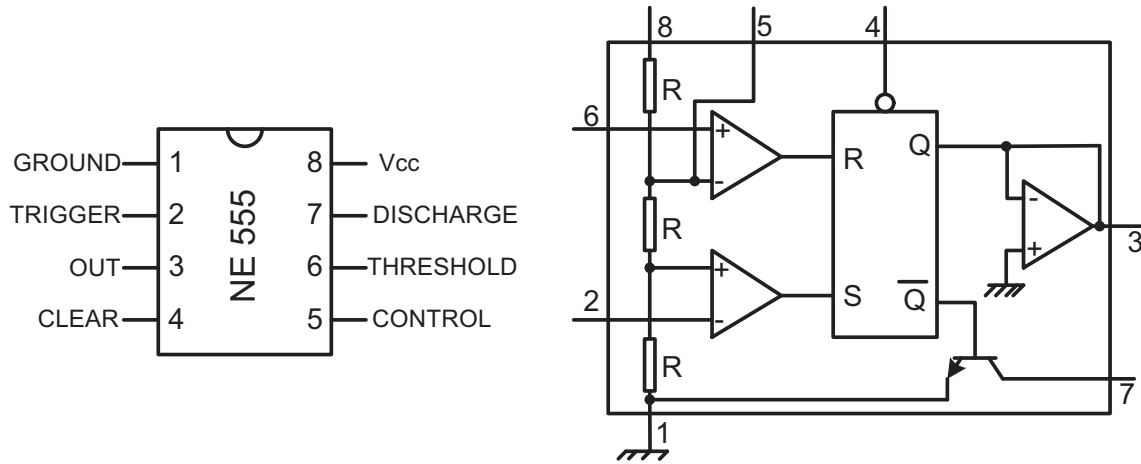 GROUND 1 8 Vcc
TRIGGER 2 7 DISCHARGE
OUT 3 6 THRESHOLD
CLEAR 4 5 CONTROL
NE 555
8 5 4
R
6 +
-
R Q
R
-
+ 3
+
2 - S Q̅
R
7
1